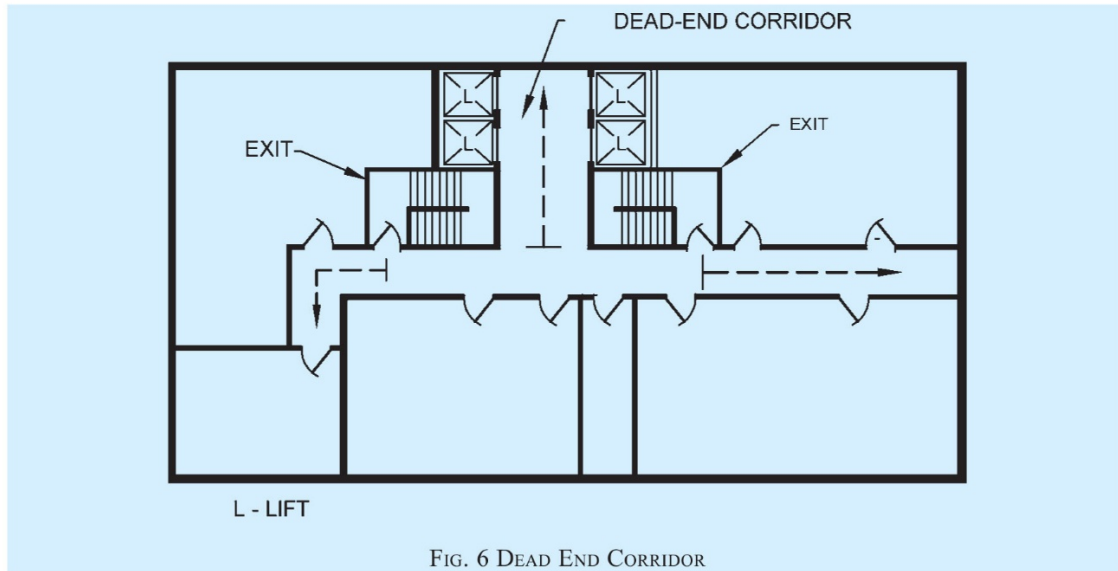 DEAD-END CORRIDOR
L
L
L
L
EXIT
EXIT
L - LIFT
FIG. 6 DEAD END CORRIDOR